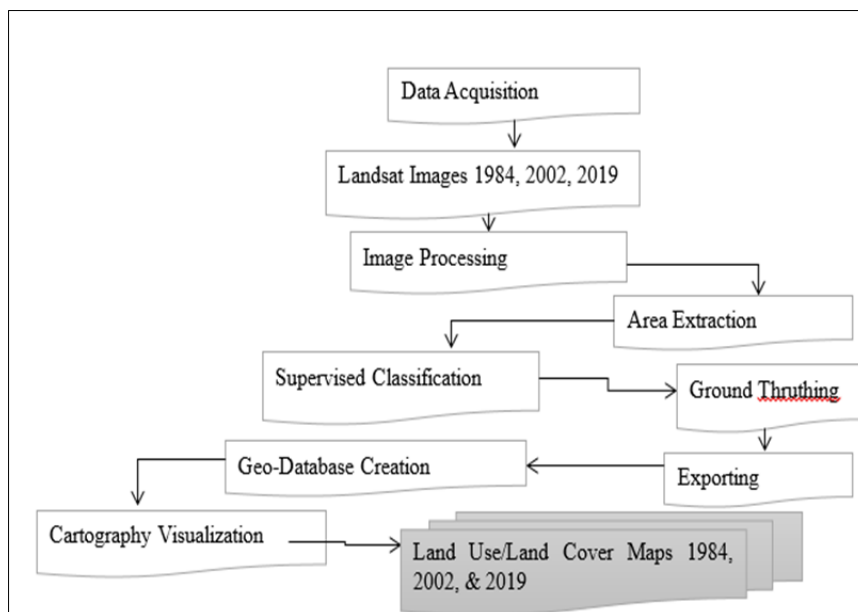 Data Acquisition
Landsat Images 1984, 2002, 2019
Image Processing
Area Extraction
Supervised Classification
Ground Thruthing
Geo-Database Creation
Exporting
Cartography Visualization
Land Use/Land Cover Maps 1984,
2002, & 2019